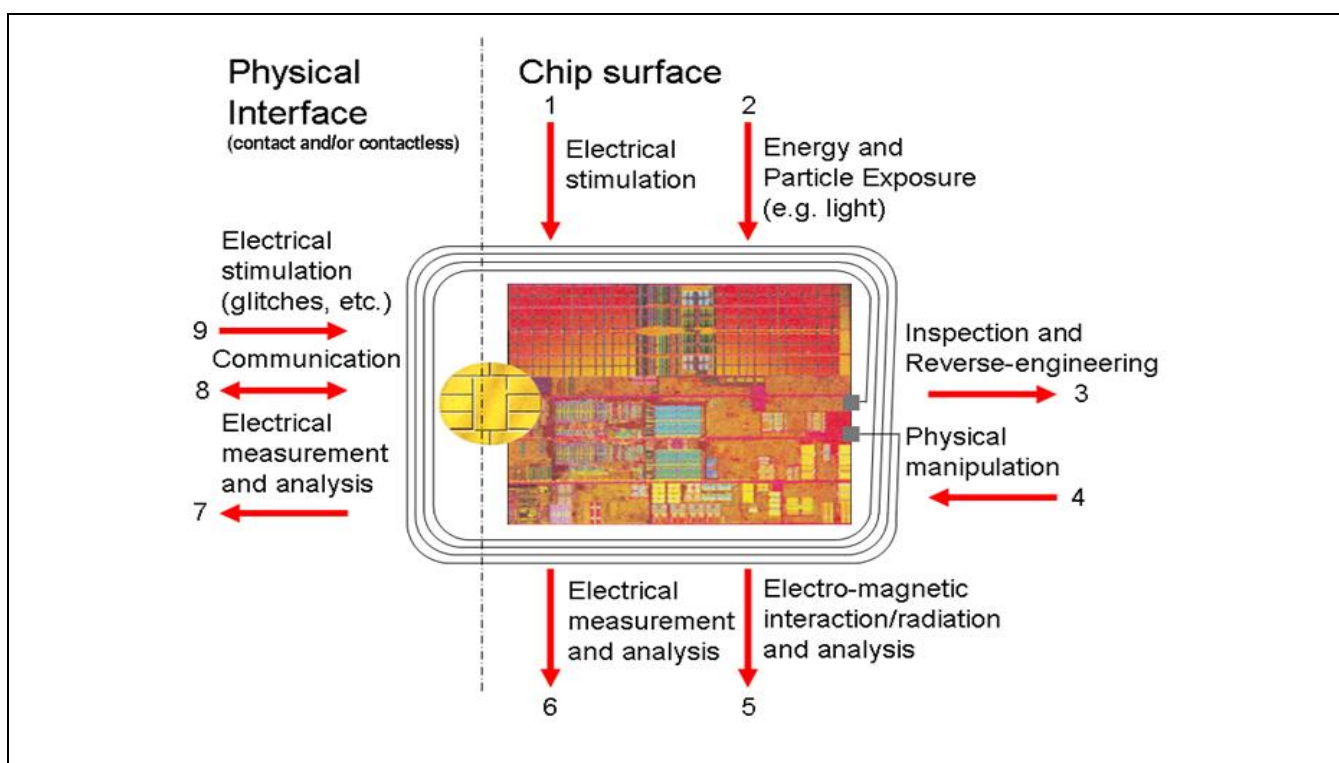 Physical
Interface
(contact and/or contactless)
Chip surface
1
Electrical
stimulation
2
Energy and
Particle Exposure
(e.g. light)
Electrical
stimulation
(glitches, etc.)
9
Communication
8
Electrical
measurement
and analysis
7
Inspection and
Reverse-engineering
3
Physical
manipulation
4
Electrical
measurement
and analysis
6
Electro-magnetic
interaction/radiation
and analysis
5